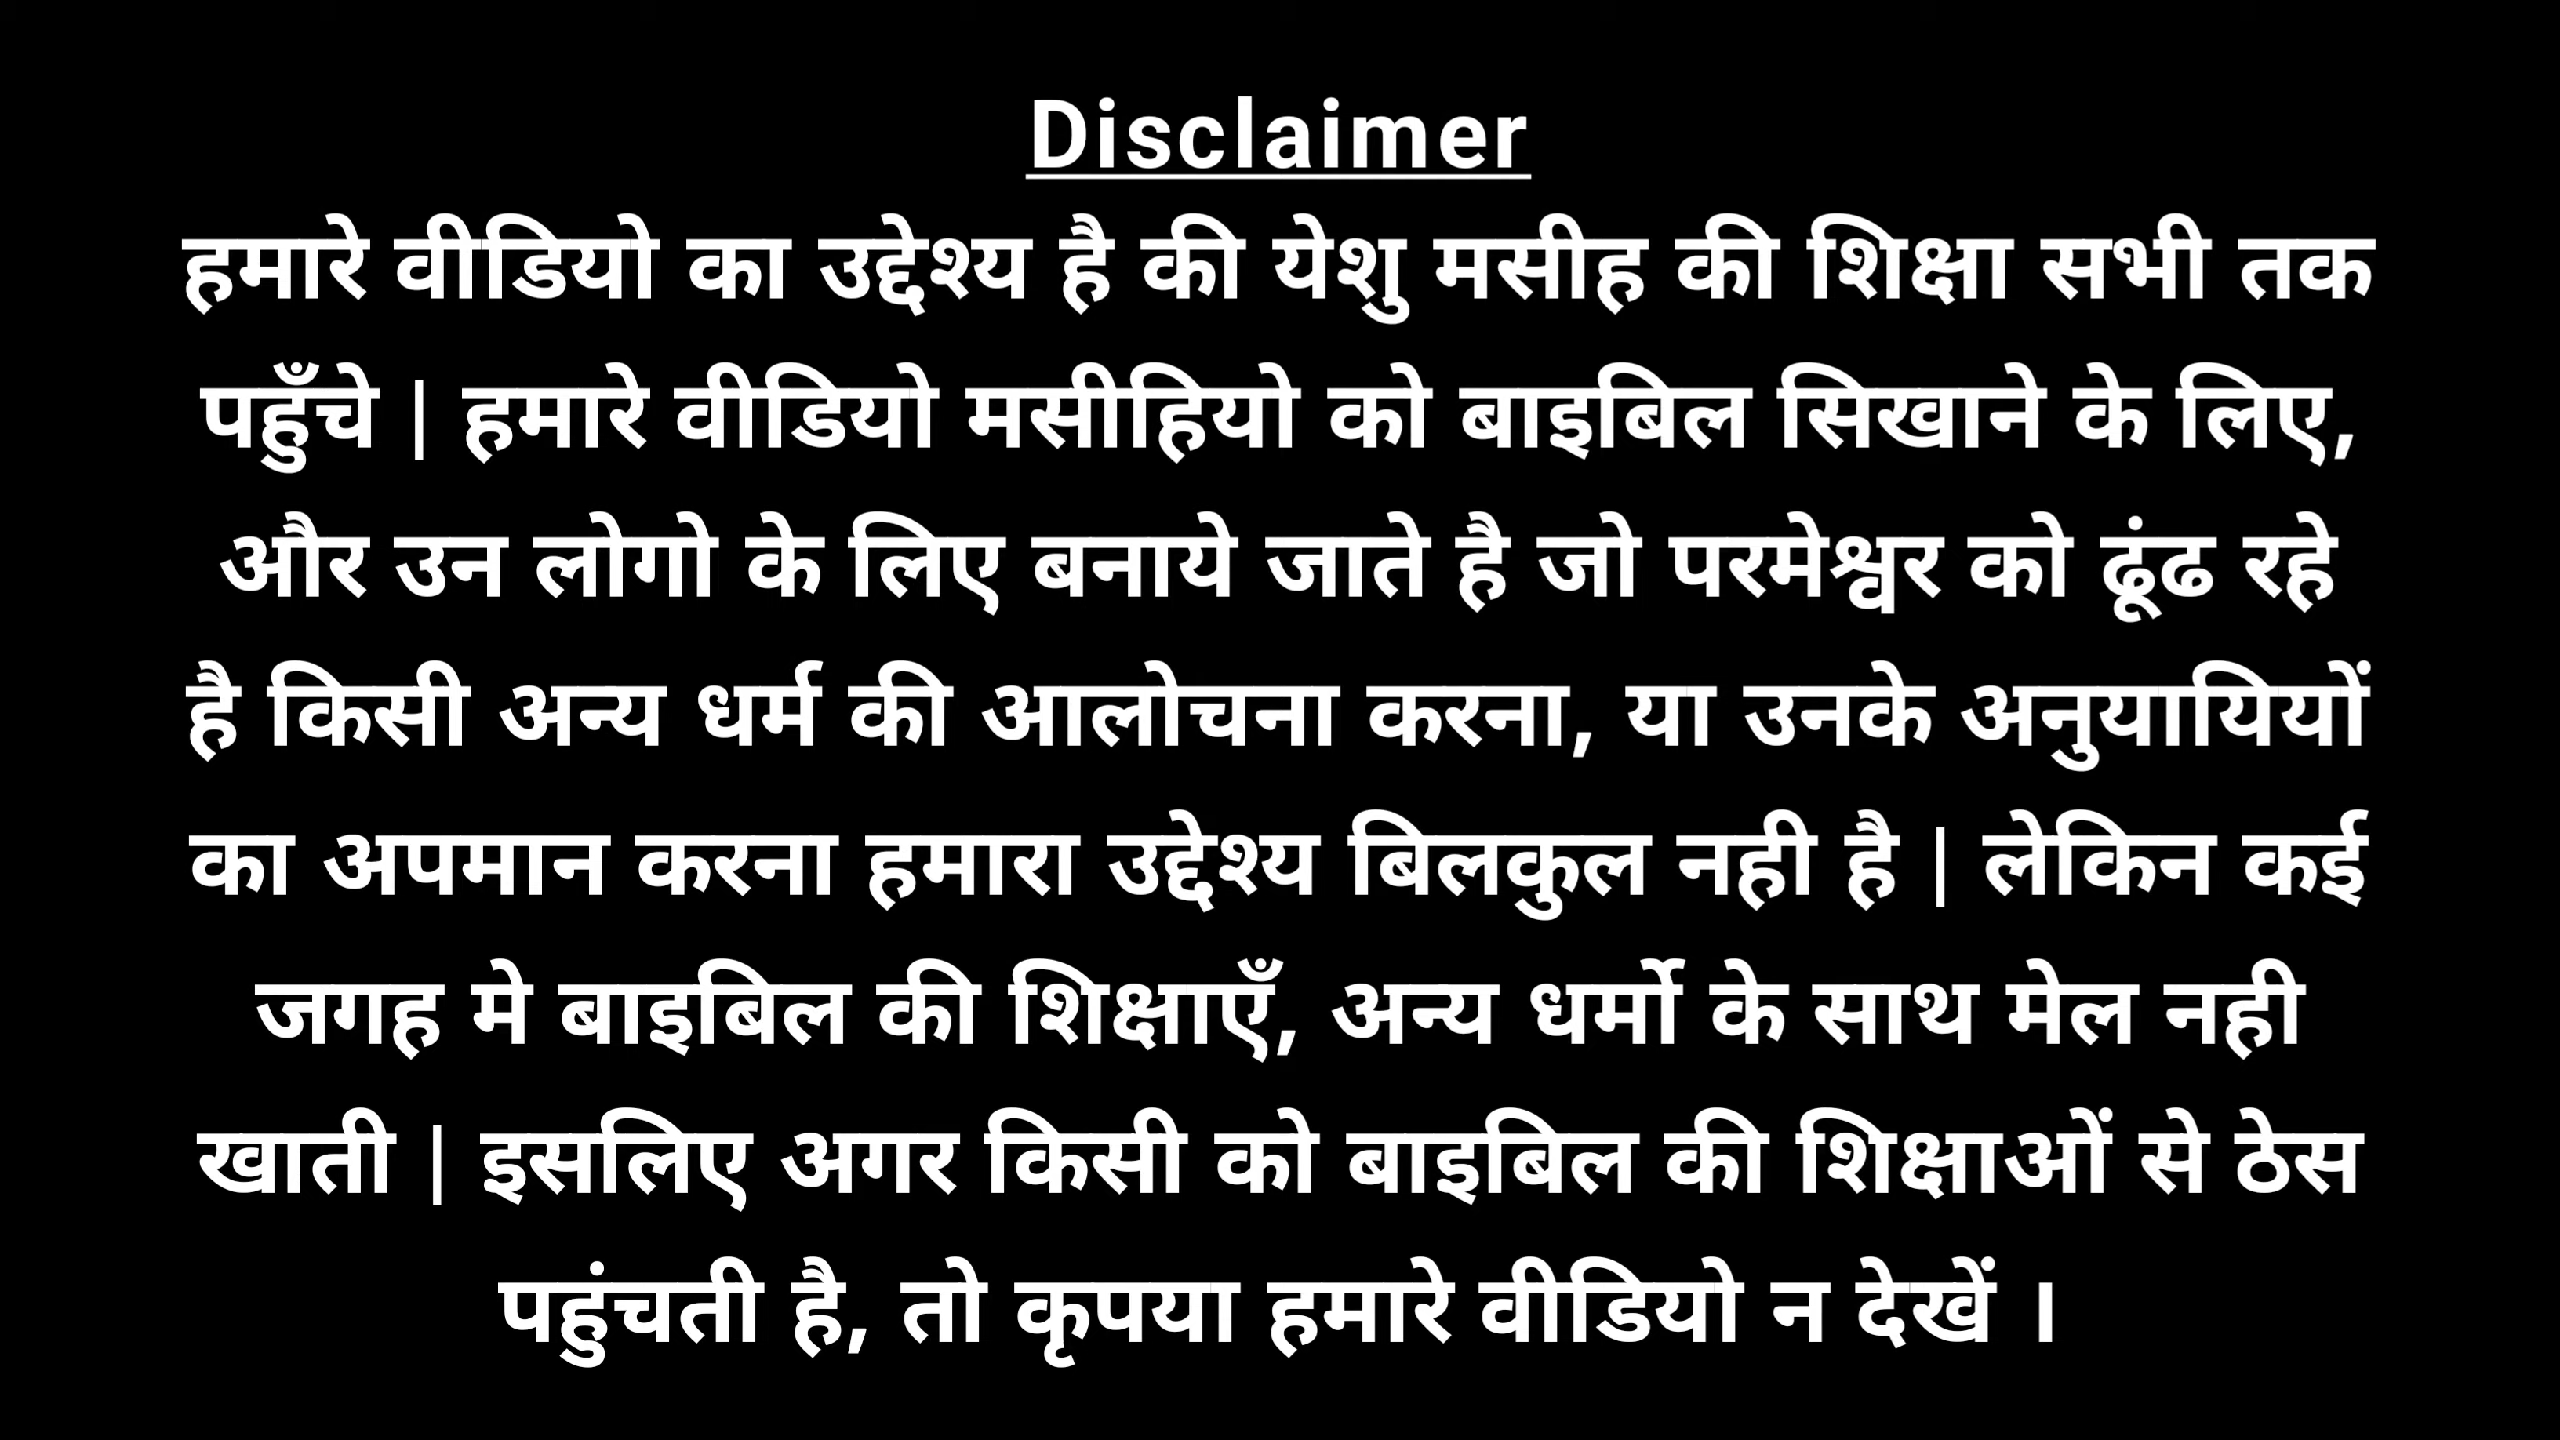 Disclaimer
हमारे वीडियो का उद्देश्य है की येशु मसीह की शिक्षा सभी तक
पहुँचे | हमारे वीडियो मसीहियो को बाइबिल सिखाने के लिए,
और उन लोगो के लिए बनाये जाते है जो परमेश्वर को ढूंढ रहे
है किसी अन्य धर्म की आलोचना करना, या उनके अनुयायियों
का अपमान करना हमारा उद्देश्य बिलकुल नही है | लेकिन कई
जगह मे बाइबिल की शिक्षाएँ, अन्य धर्मो के साथ मेल नही
खाती | इसलिए अगर किसी को बाइबिल की शिक्षाओं से ठेस
पहुंचती है, तो कृपया हमारे वीडियो न देखें ।